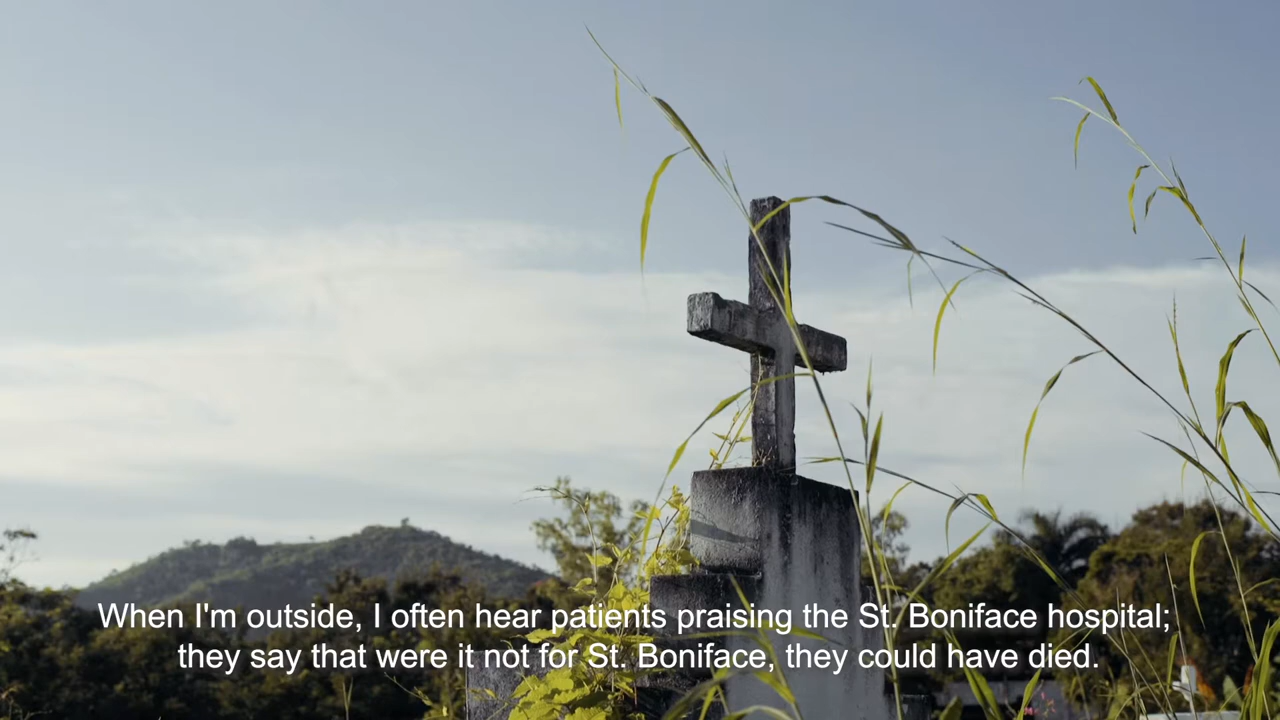 When I'm outside, I often hear patients praising the St. Boniface hospital;
they say that were it not for St. Boniface, they could have died.